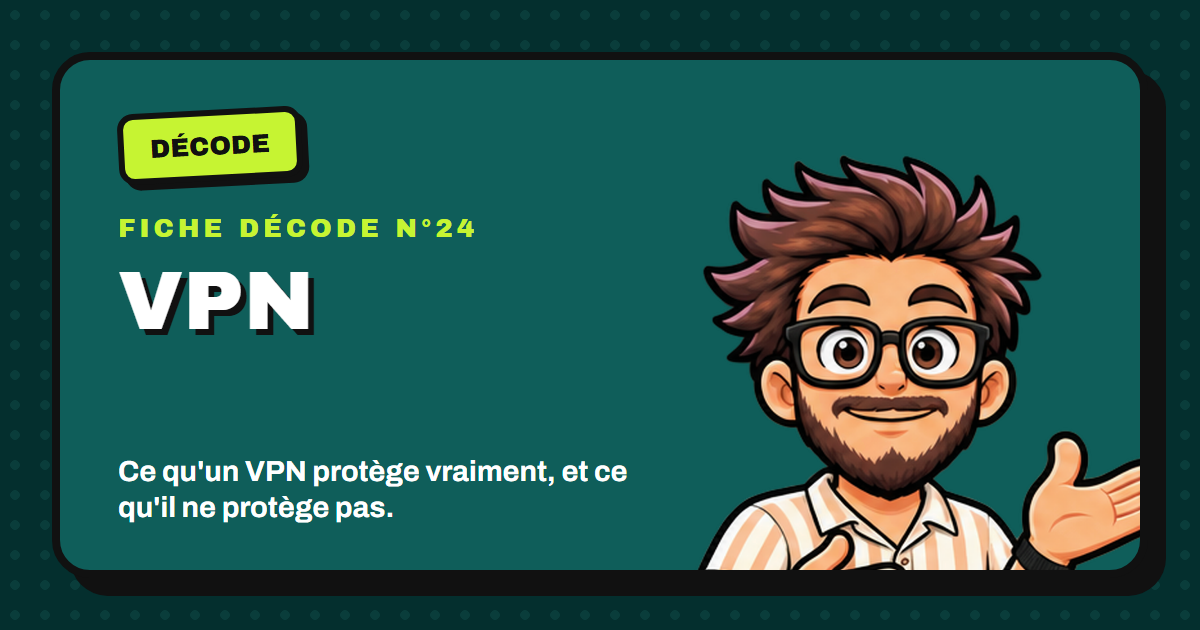 DÉCODE
FICHE DÉCODE N°24
VPN
Ce qu'un VPN protège vraiment, et ce
qu'il ne protège pas.